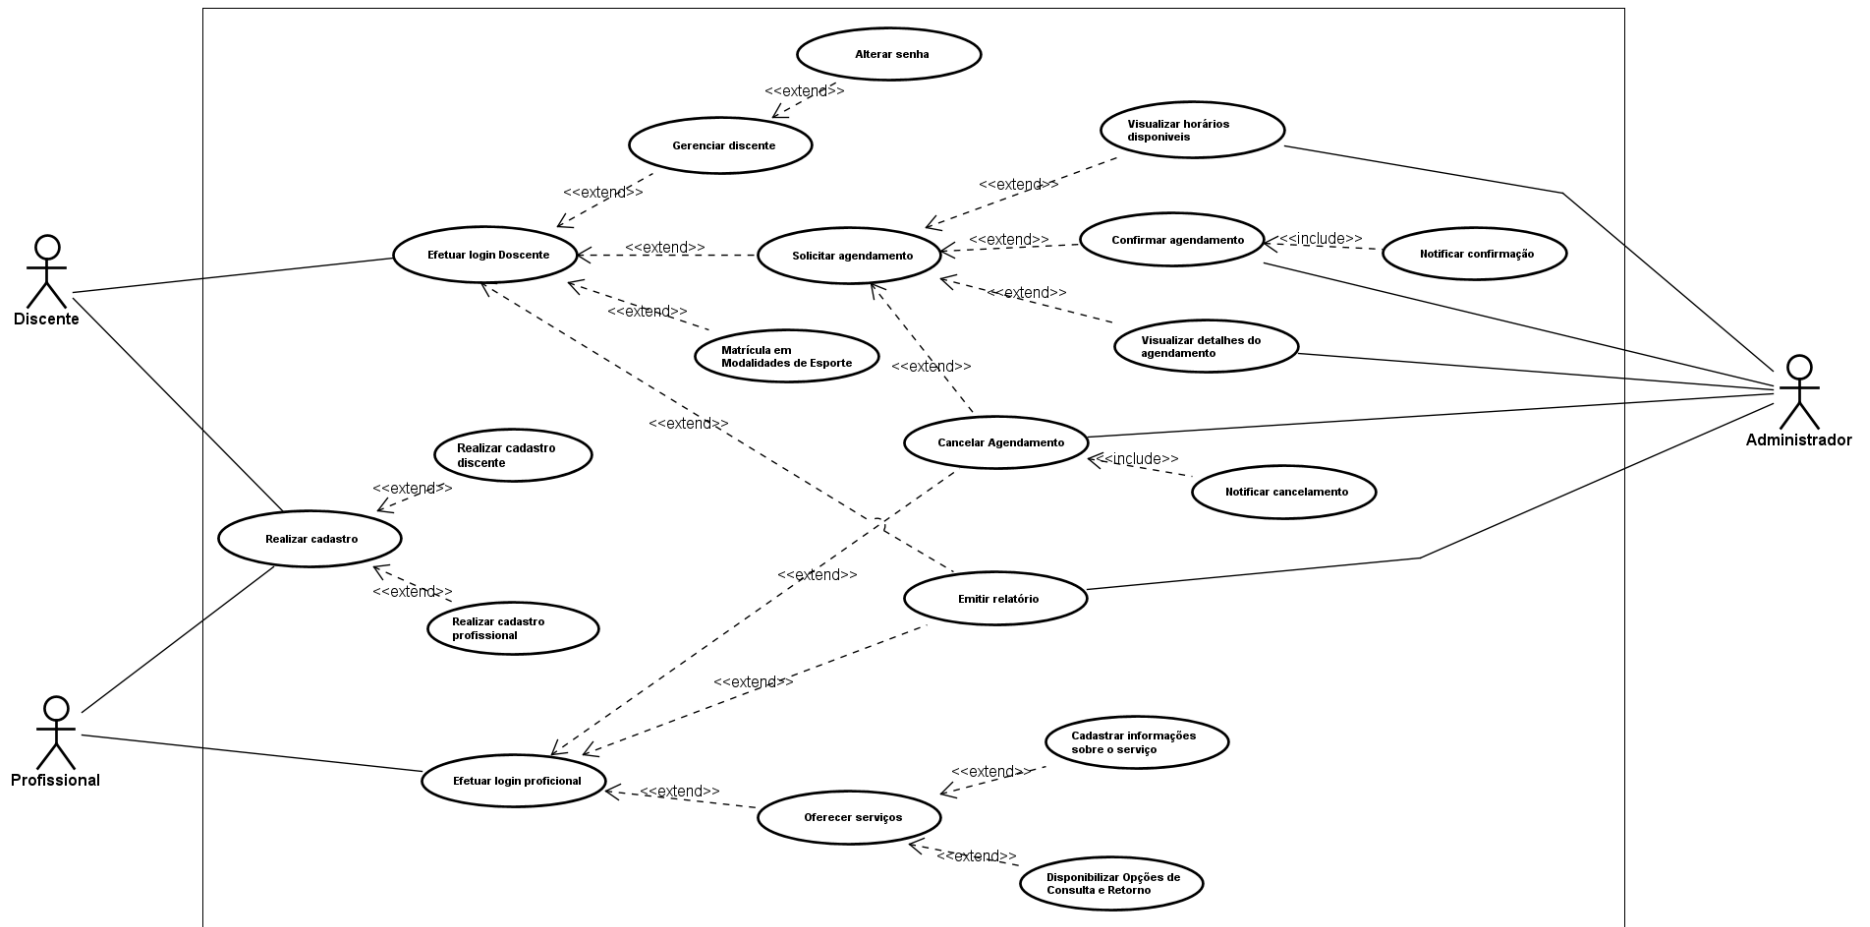 Alterar senha
<<extend>>
Visualizar horários
disponiveis
Gerenciar discente
<<extend>>
<<extend>>
Confirmar agendamento
<<include>>
Notificar confirmação
<<extend>>
<<extend>>
Efetuar login Doscente
Solicitar agendamento
<<extend>>
<<extend>>
Discente
Matrícula em
Modalidades de Esporte
Visualizar detalhes do
agendamento
<<extend>>
<<extend>>
Administrador
Realizar cadastro
discente
Cancelar Agendamento
<<include>>
<<extend>>
Notificar cancelamento
Realizar cadastro
<<extend>>
<<extend>>
Emitir relatório
Realizar cadastro
profissional
<<extend>>
Profissional
Efetuar login proficional
Cadastrar informações
sobre o serviço
<<extend>>
<<extend>>
Oferecer serviços
<<extend>>
Disponibilizar Opções de
Consulta e Retorno